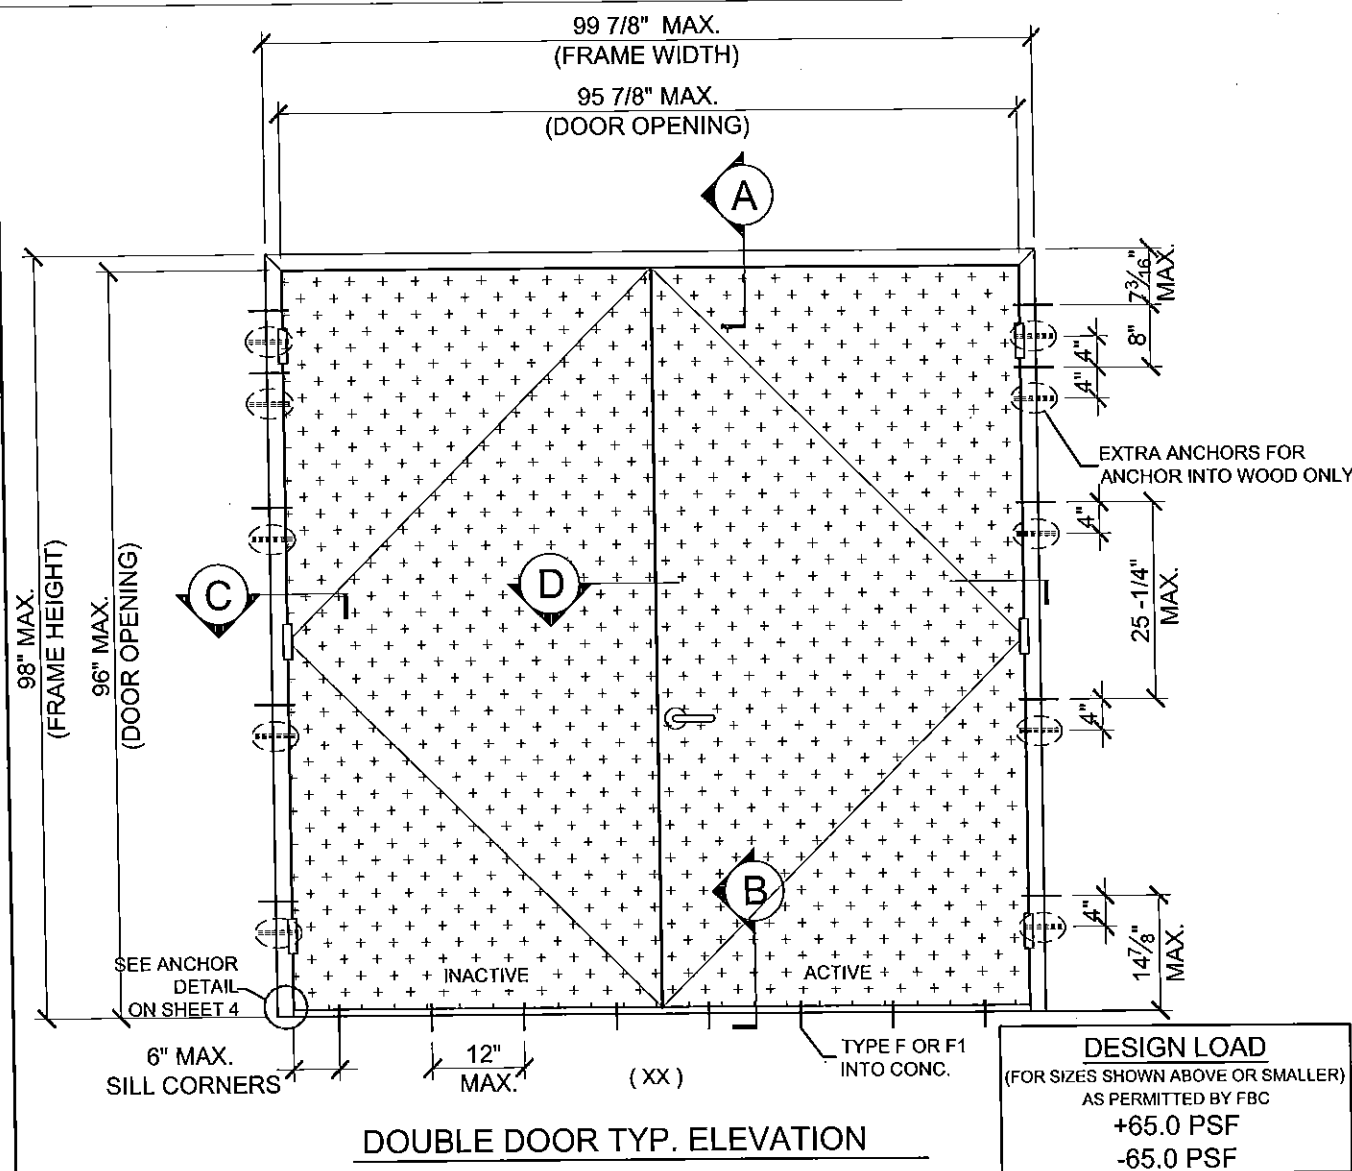 99 7/8" MAX.
(FRAME WIDTH)
95 7/8" MAX.
(DOOR OPENING)
A
7 3/16"
MAX.
8"
4"
4"
EXTRA ANCHORS FOR
ANCHOR INTO WOOD ONLY
4"
25 -1/4"
MAX.
98" MAX.
(FRAME HEIGHT)
96" MAX.
(DOOR OPENING)
C
D
4"
B
4"
14 7/8"
MAX.
SEE ANCHOR
DETAIL
ON SHEET 4
INACTIVE
ACTIVE
6" MAX.
SILL CORNERS
12"
MAX.
( XX )
TYPE F OR F1
INTO CONC.
DOUBLE DOOR TYP. ELEVATION
DESIGN LOAD
(FOR SIZES SHOWN ABOVE OR SMALLER)
AS PERMITTED BY FBC
+65.0 PSF
-65.0 PSF